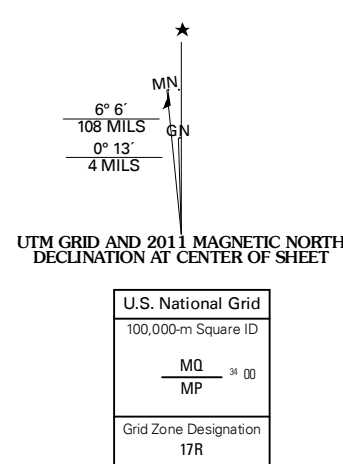 ★
MN
6° 6´
108 MILS
GN
0° 13´
4 MILS
UTM GRID AND 2011 MAGNETIC NORTH
DECLINATION AT CENTER OF SHEET
U.S. National Grid
100,000-m Square ID
MQ
34 00
MP
Grid Zone Designation
17R